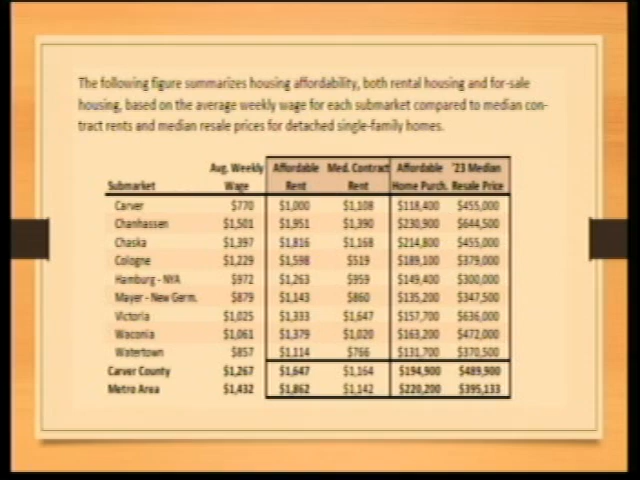 The following figure summarizes housing affordability, both rental housing and for-sale
housing, based on the average weekly wage for each submarket compared to median con-
tract rents and median resale prices for detached single-family homes.
Avg. Weekly Affordable Med. Contract Affordable '23 Median
Submarket Wage Rent Rent Home Purch. Resale Price
Carver $770 $1,000 $1,108 $118,400 $455,000
Chanhassen $1,501 $1,951 $1,390 $230,900 $644,500
Chaska $1,397 $1,816 $1,168 $214,800 $455,000
Cologne $1,229 $1,598 $519 $189,100 $379,000
Hamburg - NYA $972 $1,263 $959 $149,400 $300,000
Mayer - New Germ. $879 $1,143 $860 $135,200 $347,500
Victoria $1,025 $1,333 $1,647 $157,700 $636,000
Waconia $1,061 $1,379 $1,020 $163,200 $472,000
Watertown $857 $1,114 $766 $131,700 $370,500
Carver County $1,267 $1,647 $1,164 $194,900 $489,900
Metro Area $1,432 $1,862 $1,142 $220,200 $395,133